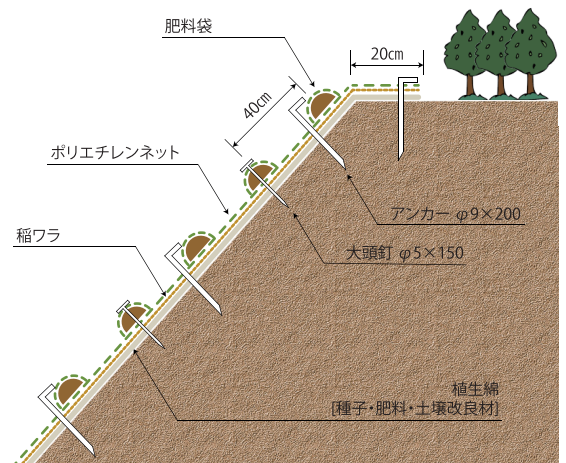 肥料袋
20㎝
40㎝
ポリエチレンネット
アンカー φ9×200
稲ワラ
大頭釘 φ5×150
植生綿
[種子・肥料・土壌改良材]